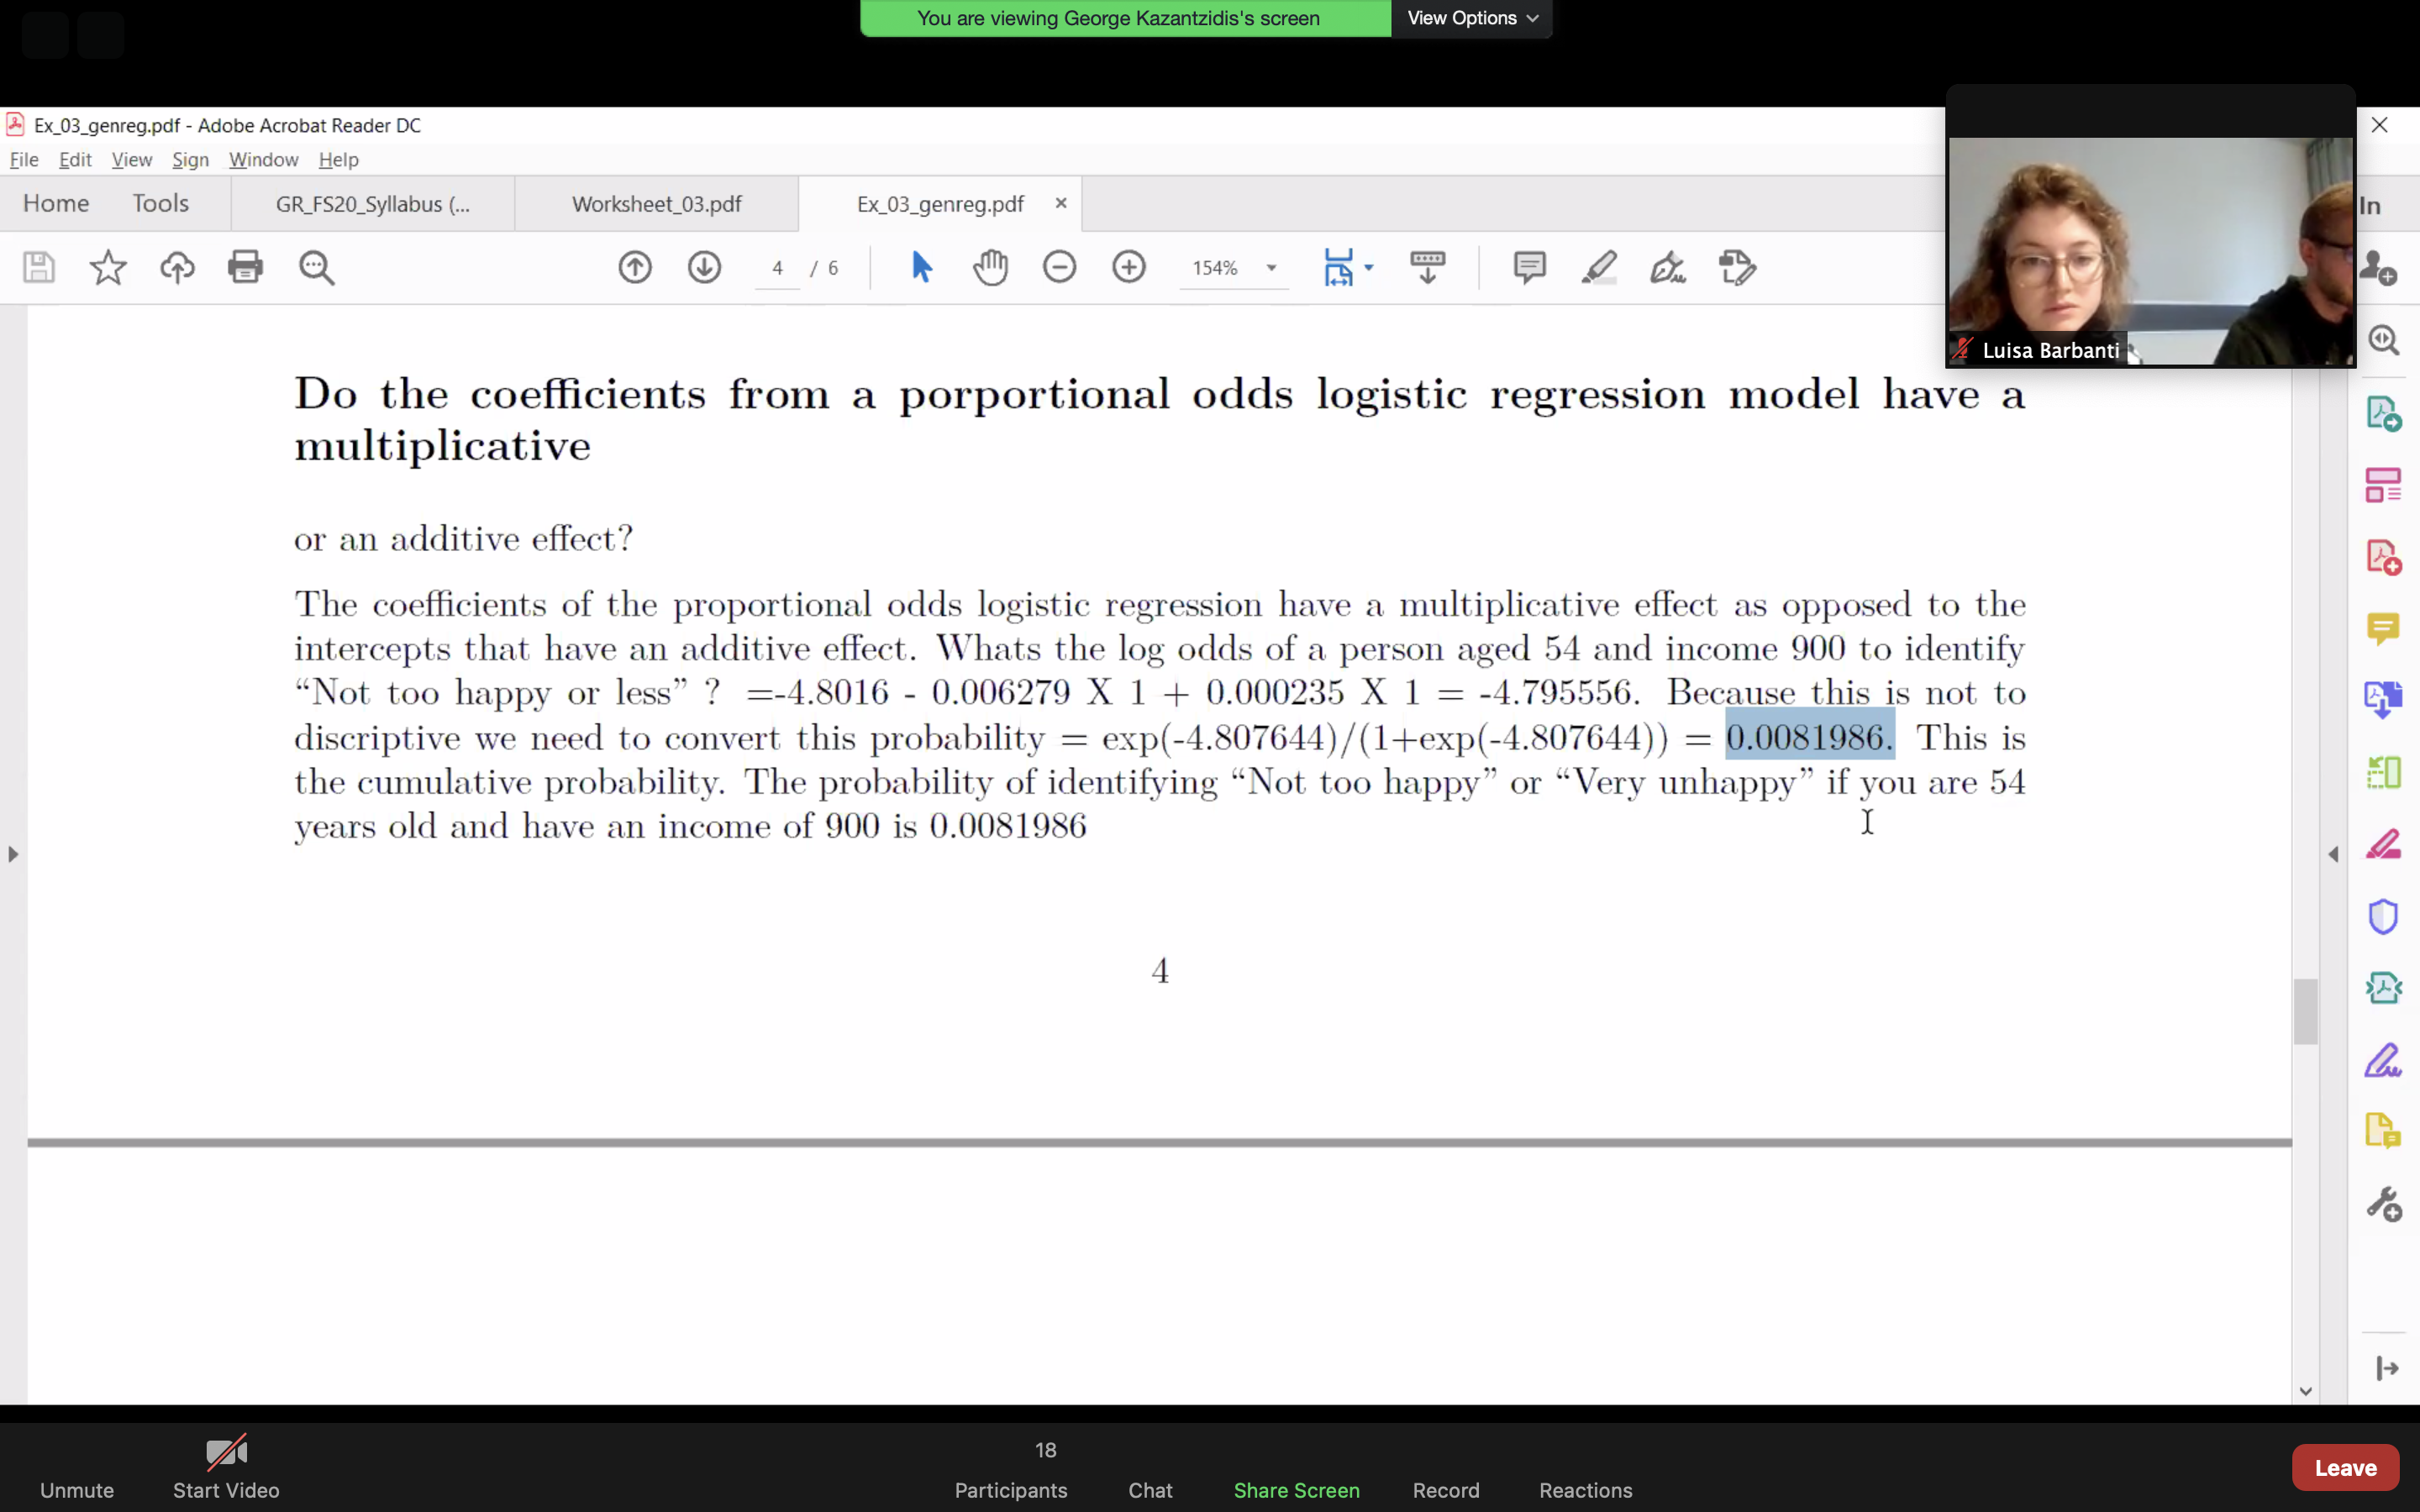 You are viewing George Kazantzidis's screen
View Options
Ex_03_genreg.pdf - Adobe Acrobat Reader DC
File Edit View Sign Window Help
Home Tools GR_FS20_Syllabus (... Worksheet_03.pdf Ex_03_genreg.pdf × In
4 / 6 154%
Luisa Barbanti
Do the coefficients from a porportional odds logistic regression model have a
multiplicative
or an additive effect?
The coefficients of the proportional odds logistic regression have a multiplicative effect as opposed to the
intercepts that have an additive effect. Whats the log odds of a person aged 54 and income 900 to identify
“Not too happy or less” ? =-4.8016 - 0.006279 X 1 + 0.000235 X 1 = -4.795556. Because this is not to
discriptive we need to convert this probability = exp(-4.807644)/(1+exp(-4.807644)) = 0.0081986. This is
the cumulative probability. The probability of identifying “Not too happy” or “Very unhappy” if you are 54
years old and have an income of 900 is 0.0081986
4
18
Unmute Start Video Participants Chat Share Screen Record Reactions Leave